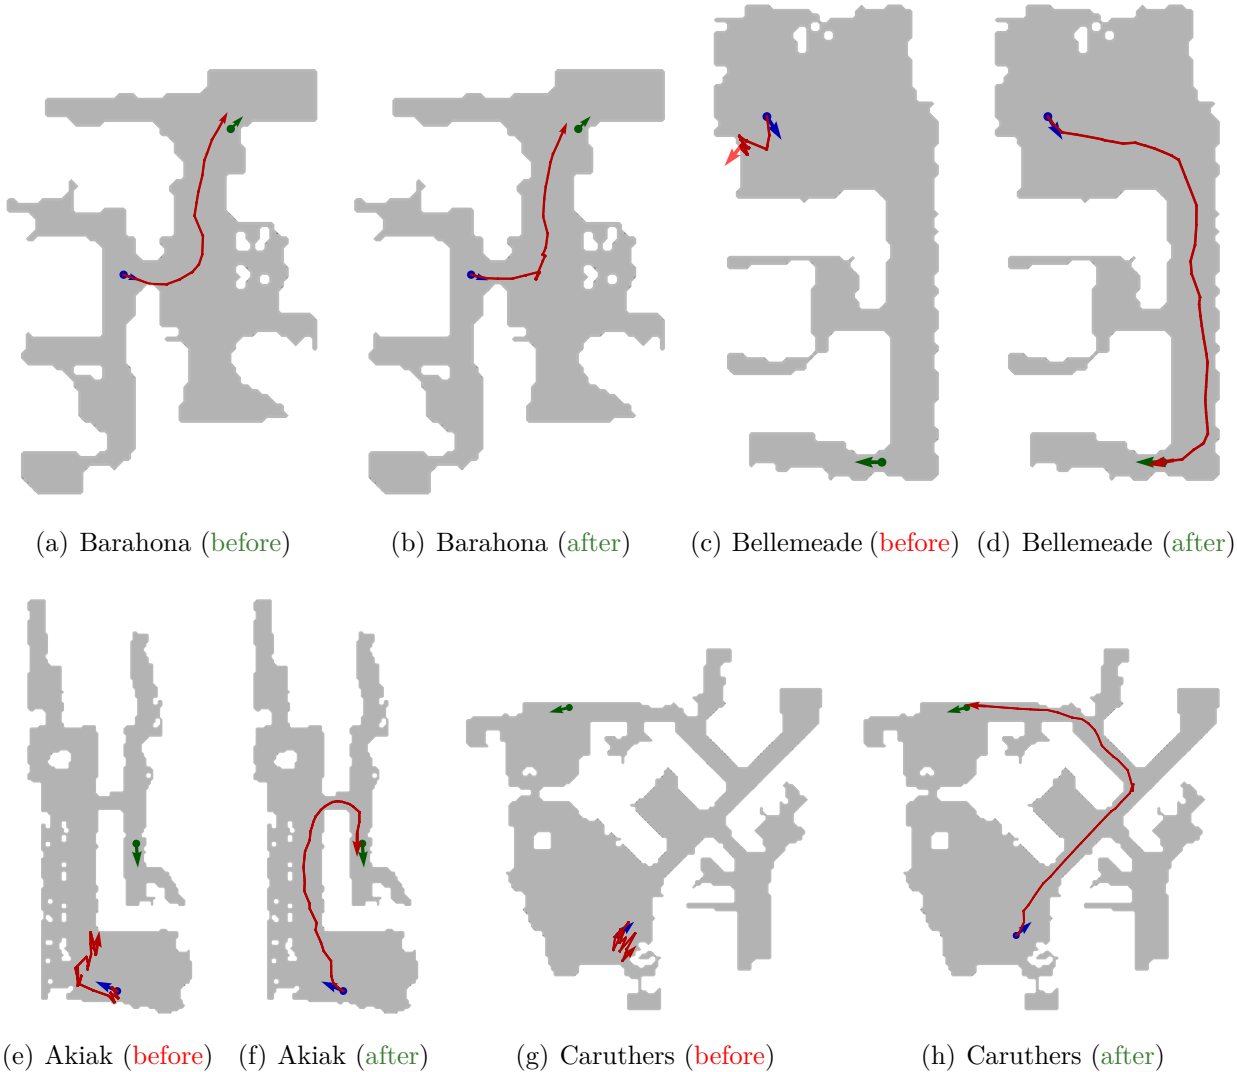 (a) Barahona (before)
(b) Barahona (after)
(c) Bellemeade (before)
(d) Bellemeade (after)
(e) Akiak (before)
(f) Akiak (after)
(g) Caruthers (before)
(h) Caruthers (after)